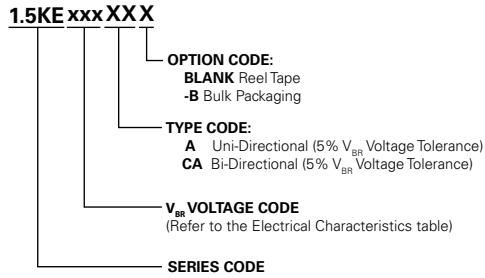 1.5KE xxx XX X
OPTION CODE:
BLANK Reel Tape
-B Bulk Packaging
TYPE CODE:
A Uni-Directional (5% VBR Voltage Tolerance)
CA Bi-Directional (5% VBR Voltage Tolerance)
VBR VOLTAGE CODE
(Refer to the Electrical Characteristics table)
SERIES CODE